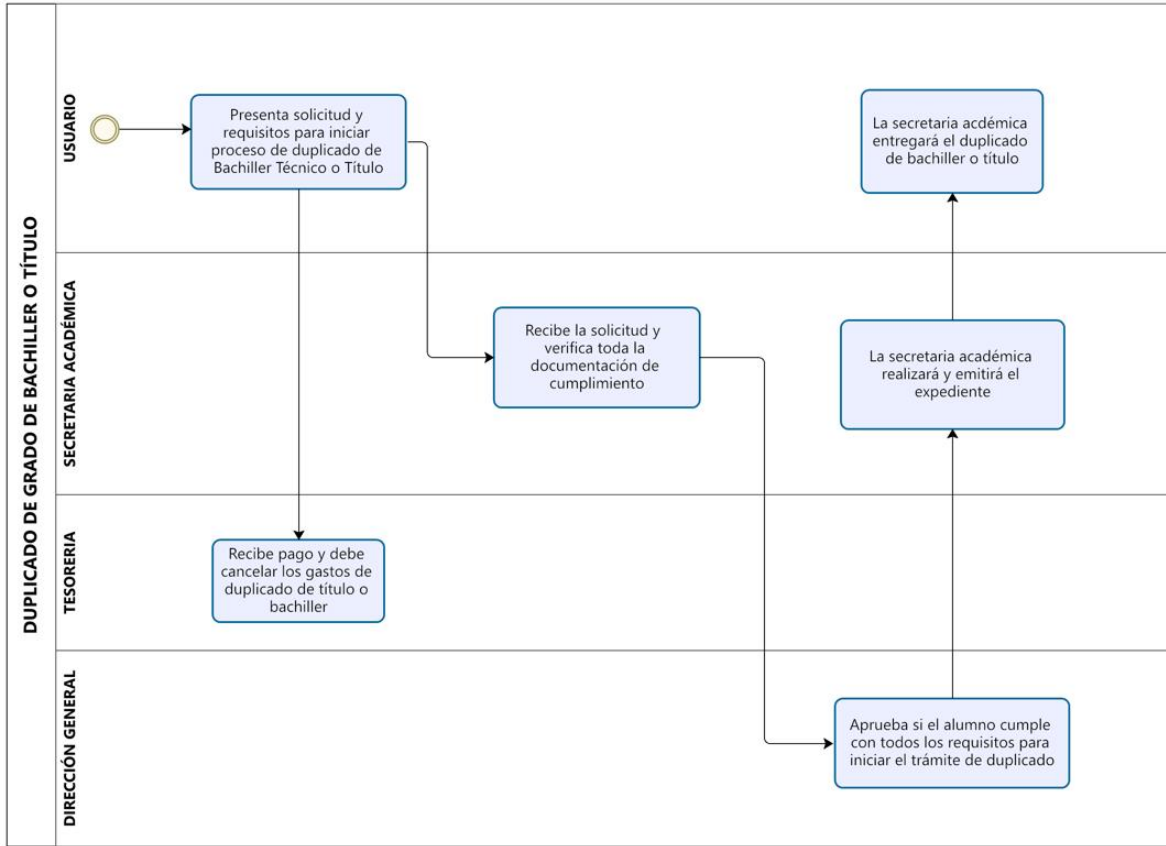 DUPLICADO DE GRADO DE BACHILLER O TÍTULO
USUARIO
Presenta solicitud y
requisitos para iniciar
proceso de duplicado de
Bachiller Técnico o Título
La secretaria acdémica
entregará el duplicado
de bachiller o título
SECRETARIA ACADÉMICA
Recibe la solicitud y
verifica toda la
documentación de
cumplimiento
La secretaria académica
realizará y emitirá el
expediente
TESORERIA
Recibe pago y debe
cancelar los gastos de
duplicado de título o
bachiller
DIRECCIÓN GENERAL
Aprueba si el alumno cumple
con todos los requisitos para
iniciar el trámite de duplicado